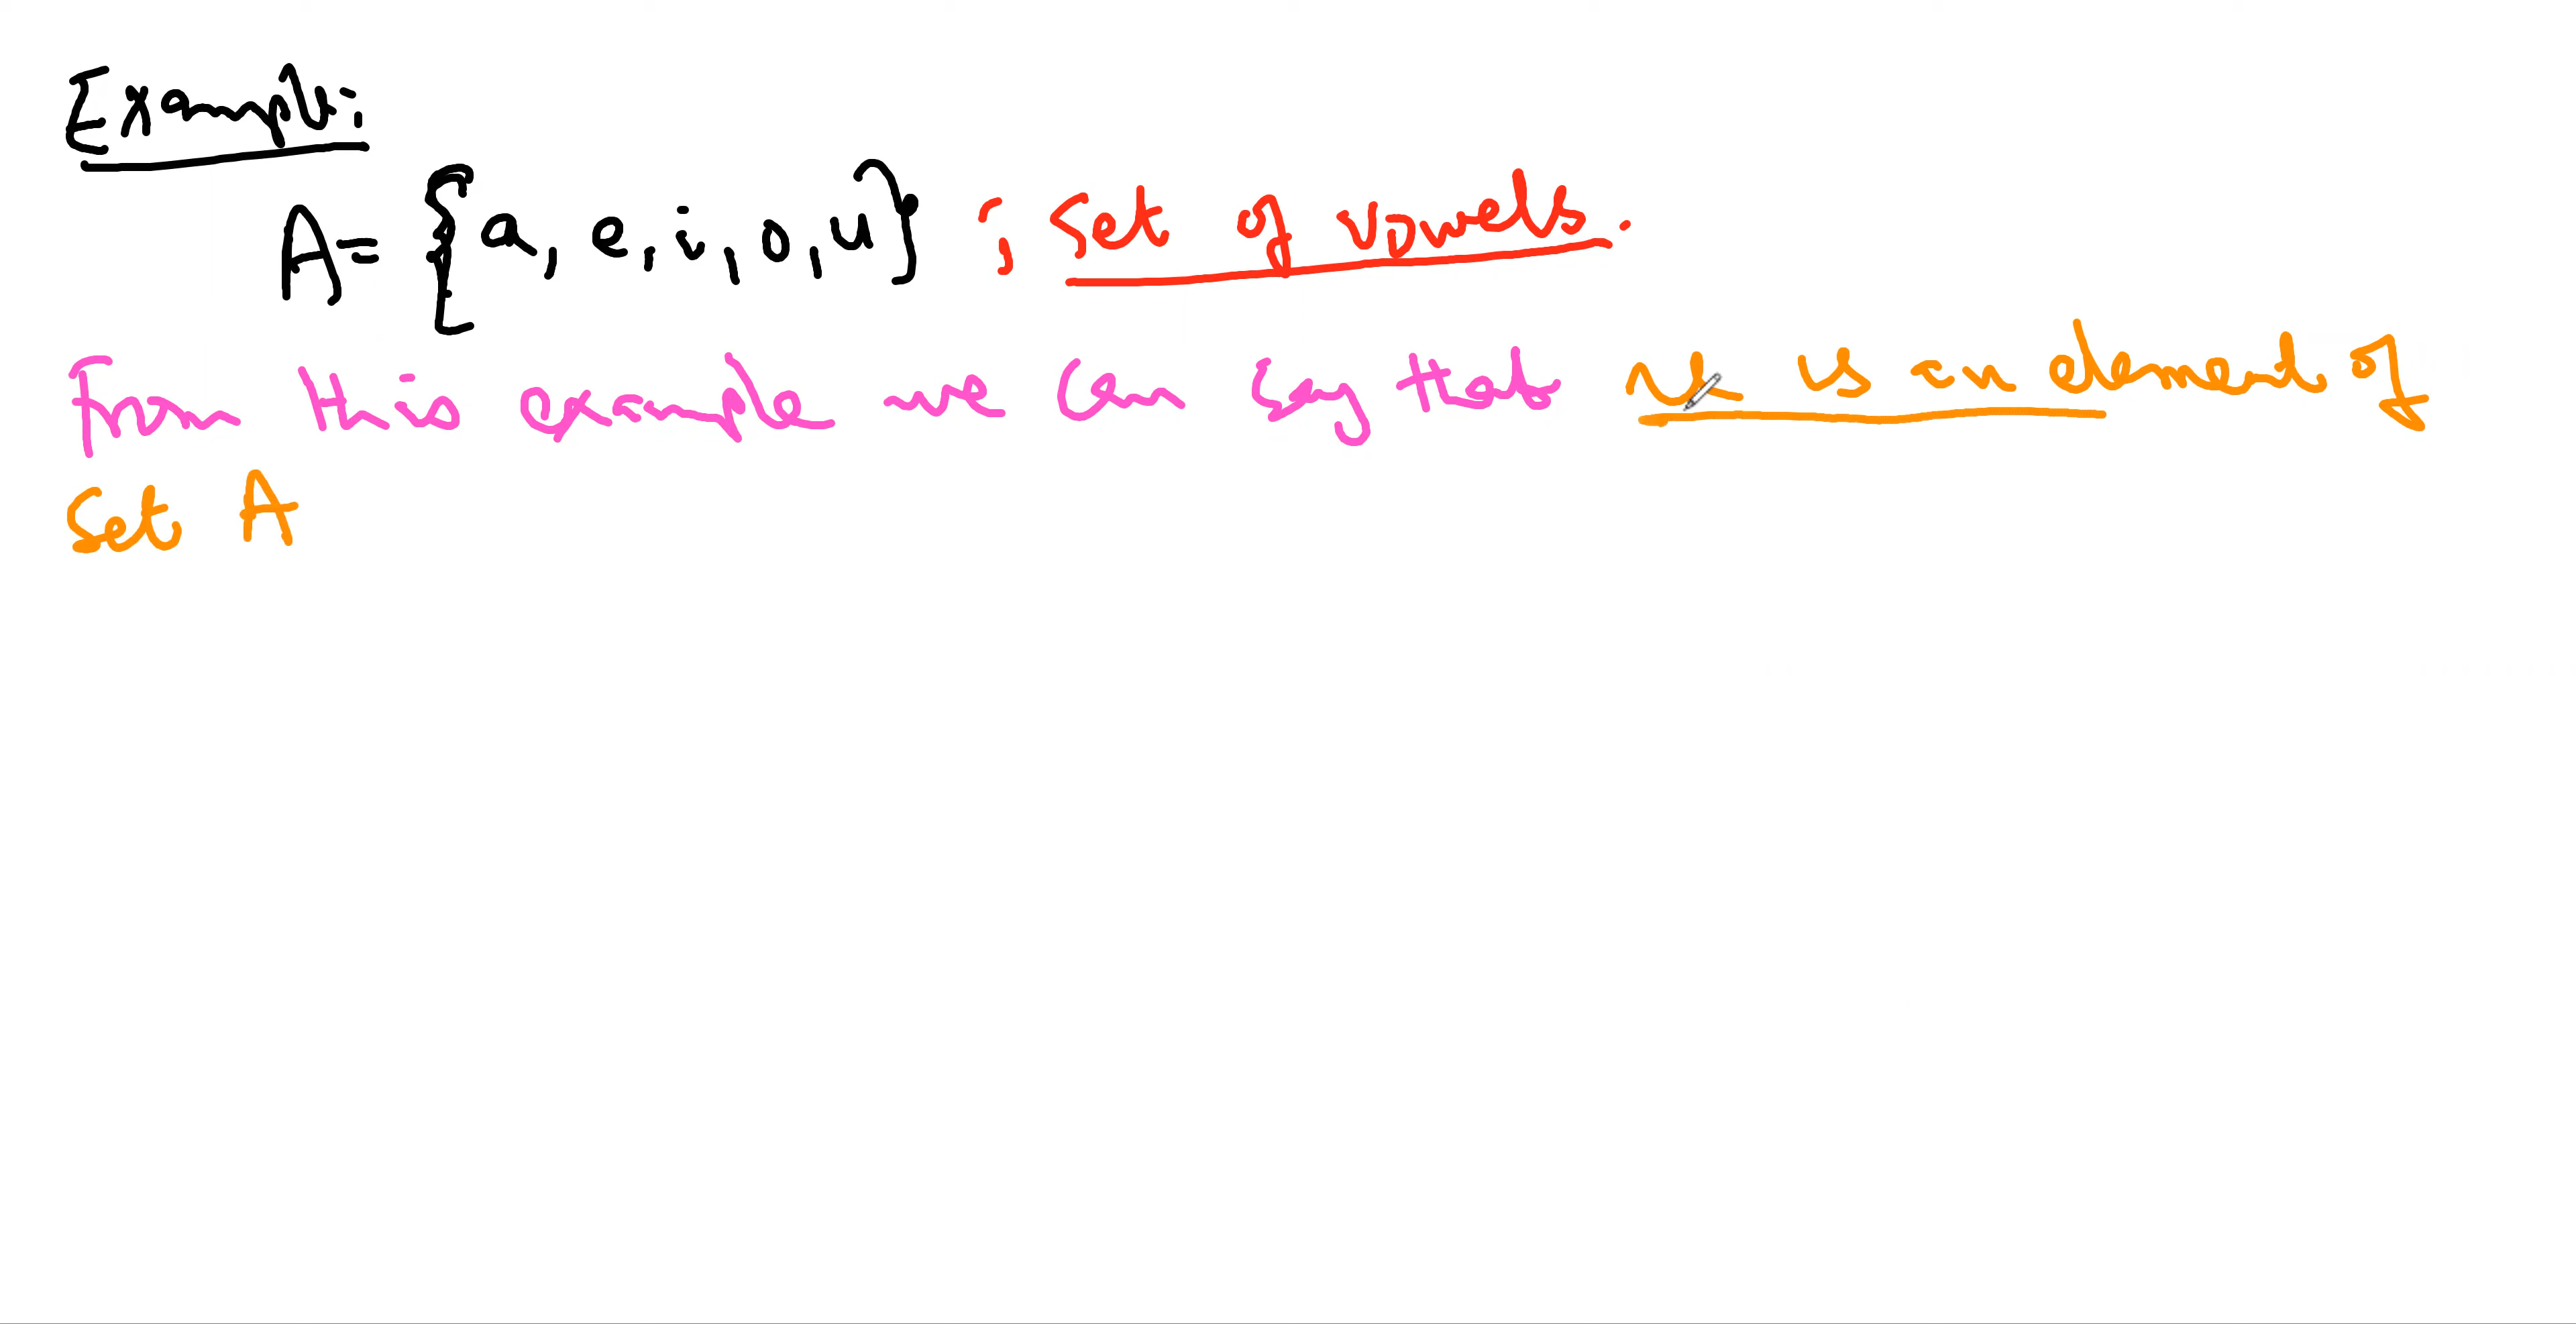 Example:
A = {a, e, i, o, u} ; Set of vowels.
From this example we can say that u is an element of
Set A